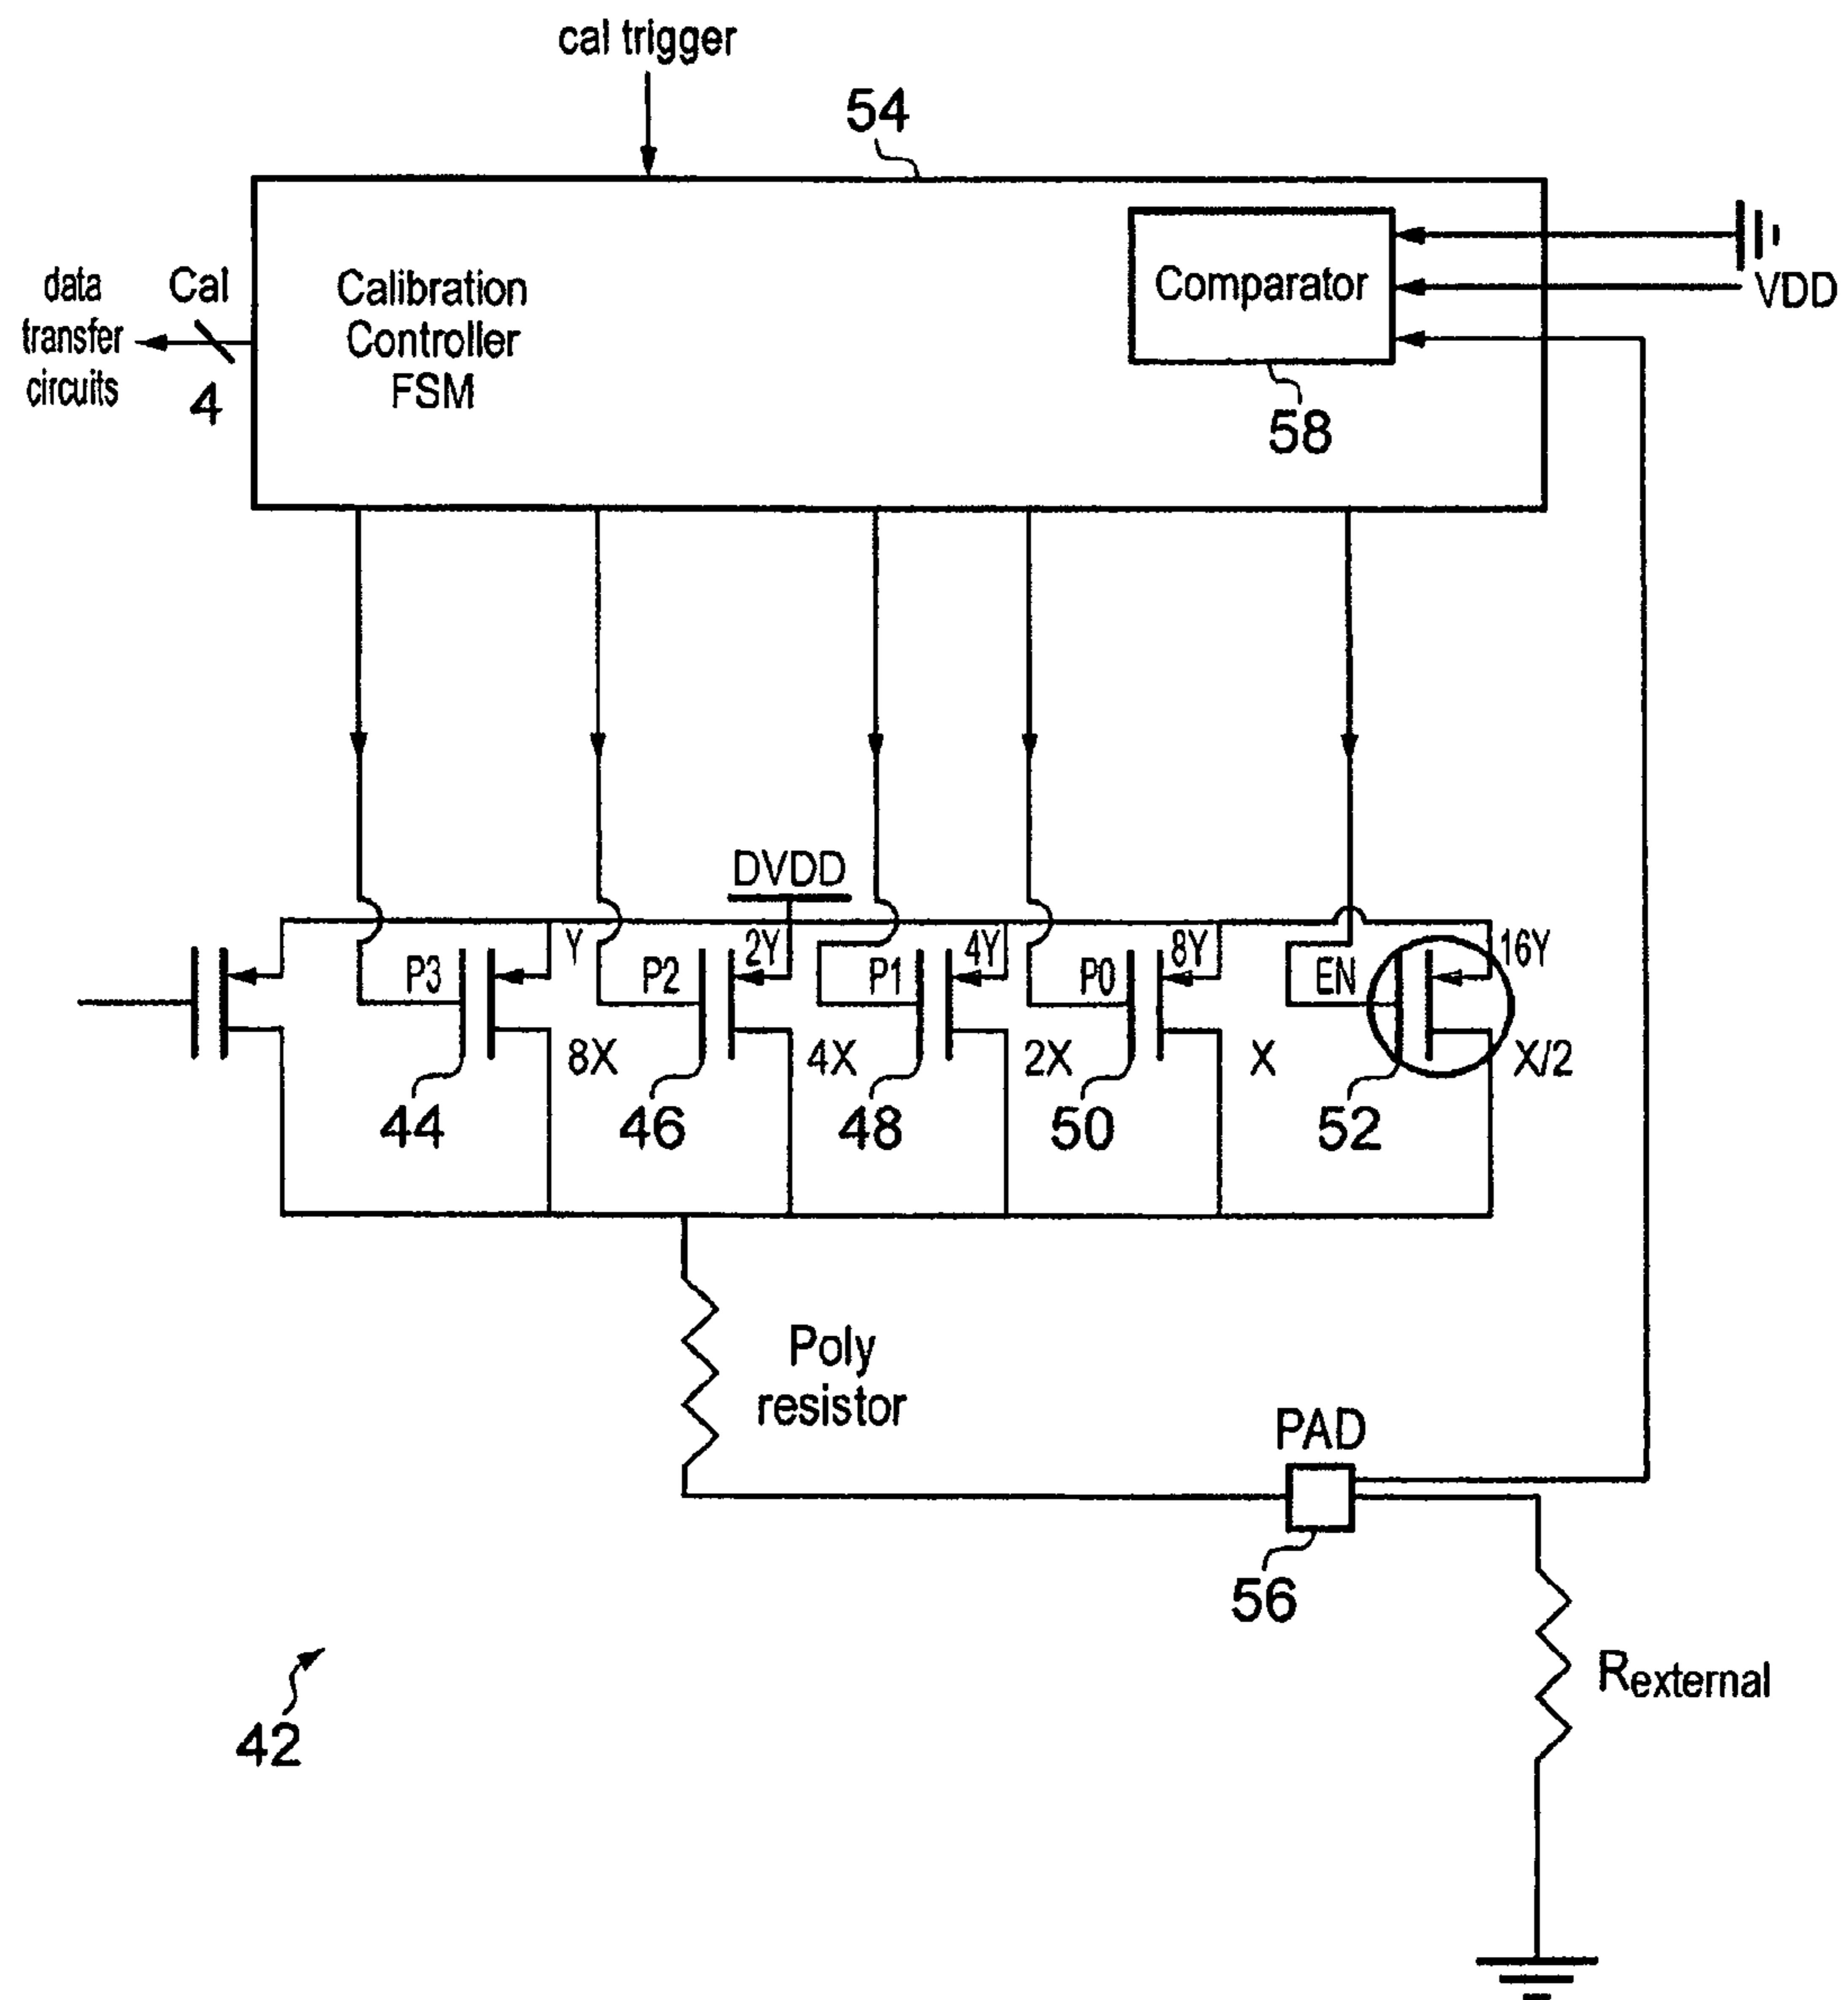 cal trigger
54
data
transfer
circuits
Cal
4
Calibration
Controller
FSM
Comparator
58
VDD
DVDD
P3
Y
8X
44
P2
2Y
4X
46
P1
4Y
2X
48
P0
8Y
X
50
EN
16Y
X/2
52
Poly
resistor
PAD
56
Rexternal
42